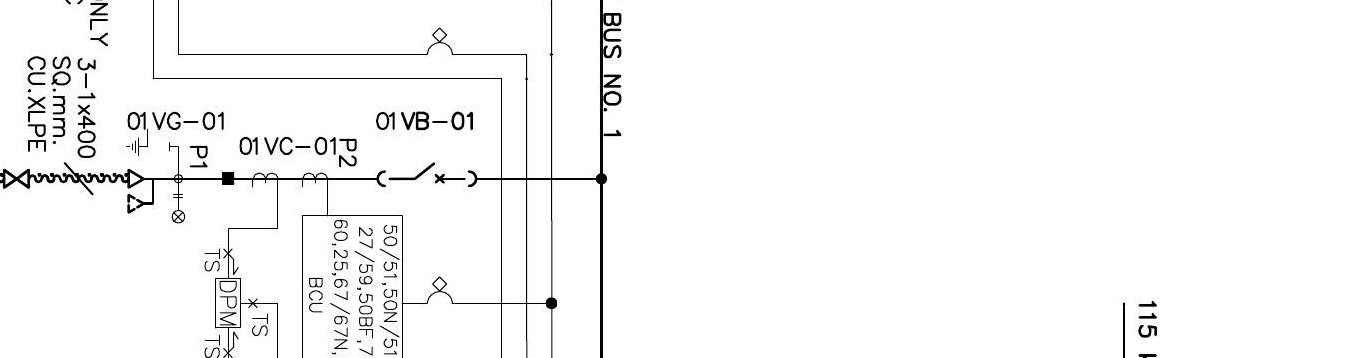 BUS NO. 1
NLY
3-1x400
SQ.mm.
CU.XLPE
01VG-01
01VC-01
01VB-01
P1
P2
50/51,50N/51
27/59,50BF,7
60,25,67/67N,
BCU
TS
DPM
TS
TS
115